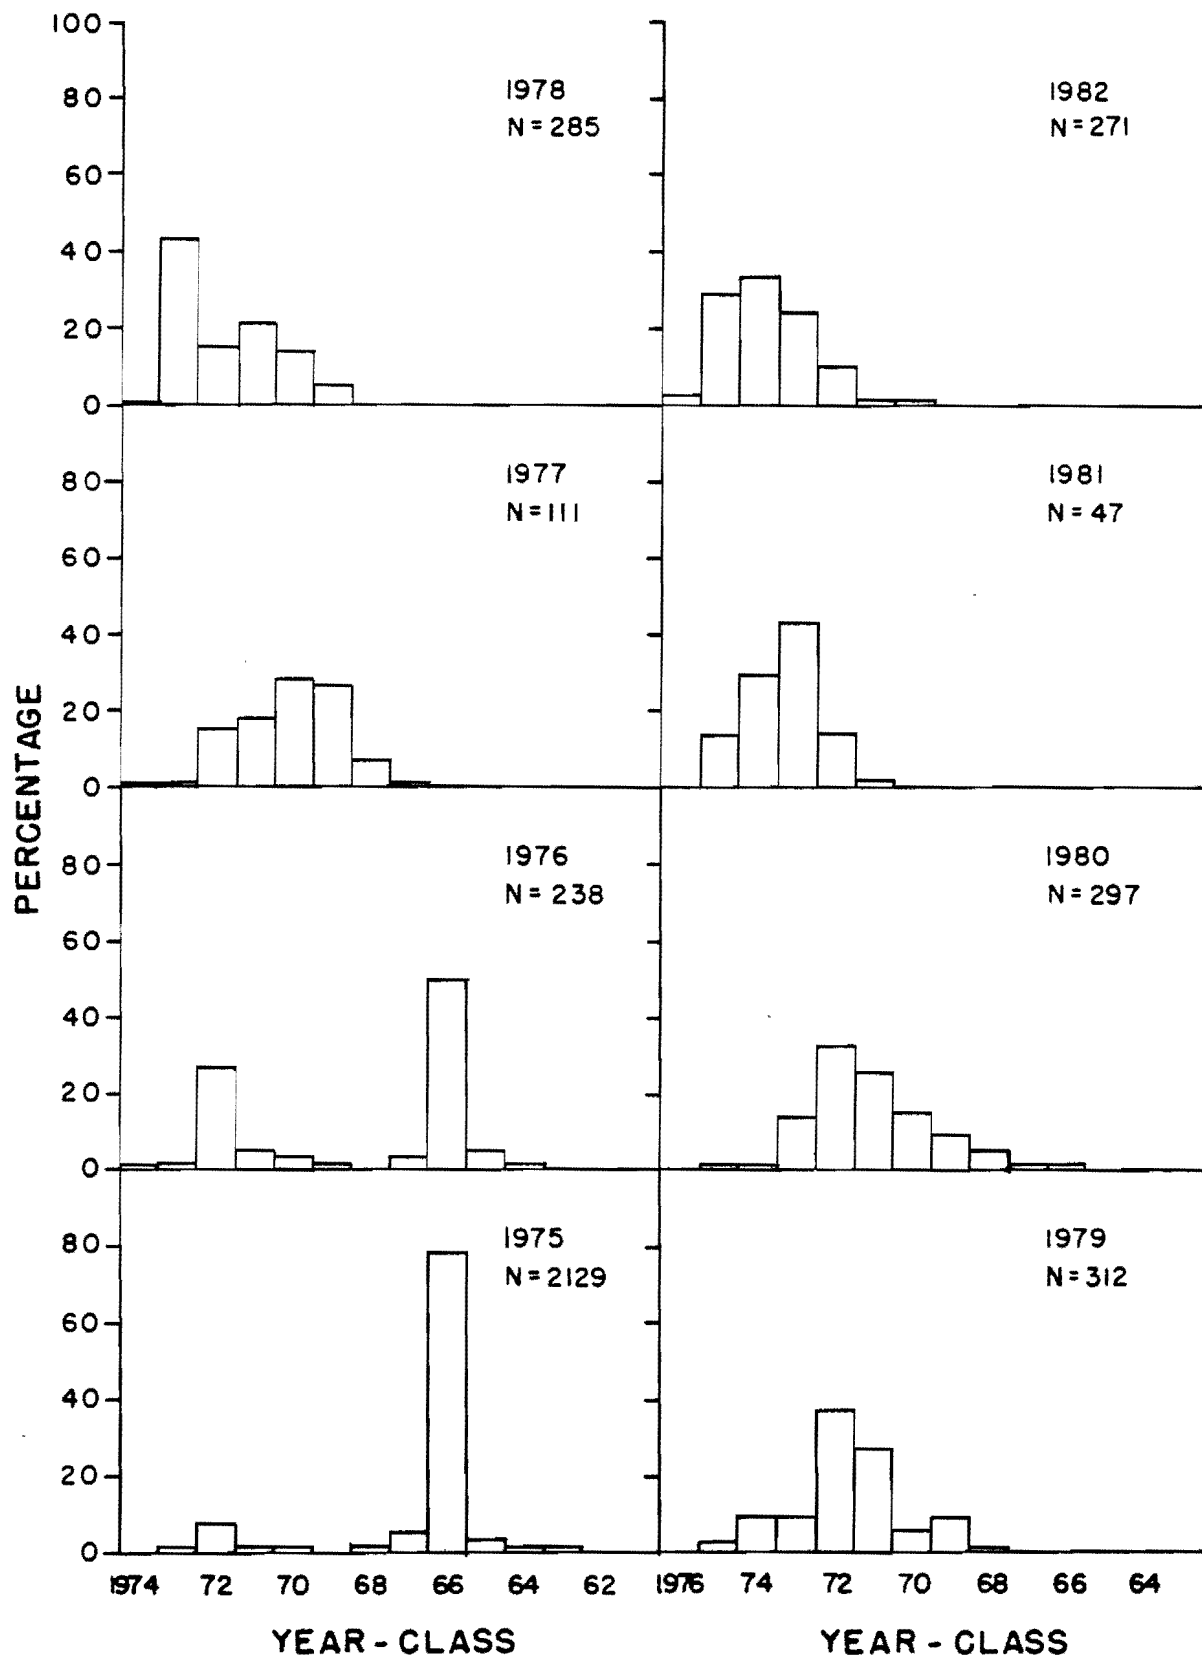 PERCENTAGE
100
80
60
40
20
0
1978
N = 285
1982
N = 271
80
60
40
20
0
1977
N = 111
1981
N = 47
80
60
40
20
0
1976
N = 238
1980
N = 297
80
60
40
20
0
1975
N = 2129
1979
N = 312
1974 72 70 68 66 64 62
1976 74 72 70 68 66 64
YEAR - CLASS
YEAR - CLASS